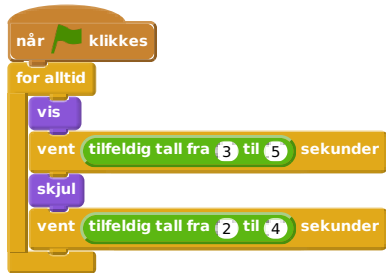 når klikkes
for alltid
vis
vent tilfeldig tall fra 3 til 5 sekunder
skjul
vent tilfeldig tall fra 2 til 4 sekunder